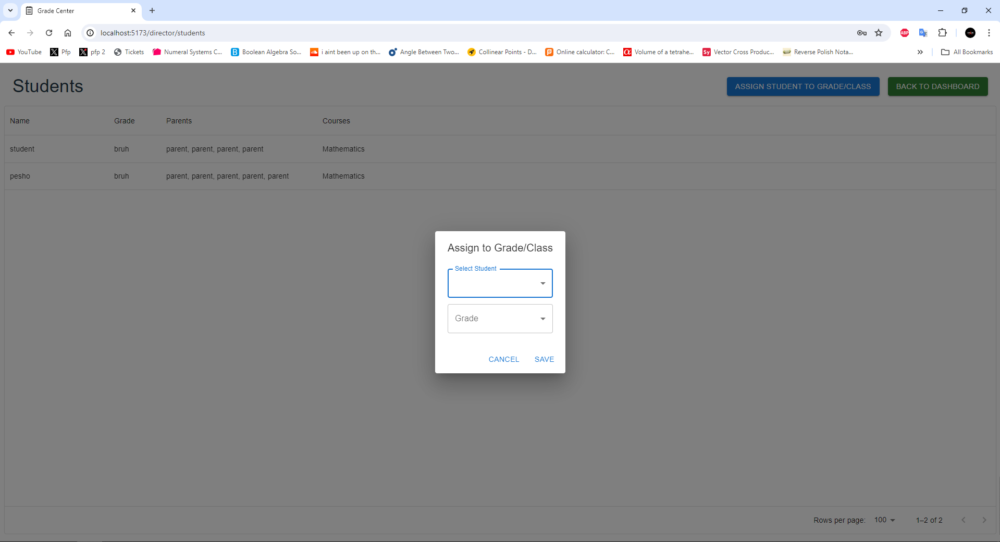 Grade Center
localhost:5173/director/students
YouTube Pfp pfp 2 Tickets Numeral Systems C... Boolean Algebra So... i aint been up on th... Angle Between Two... Collinear Points - D... Online calculator: C... Volume of a tetrahe... Vector Cross Produc... Reverse Polish Nota... All Bookmarks
Students ASSIGN STUDENT TO GRADE/CLASS BACK TO DASHBOARD
Name Grade Parents Courses
student bruh parent, parent, parent, parent Mathematics
pesho bruh parent, parent, parent, parent, parent Mathematics
Assign to Grade/Class
Select Student
Grade
CANCEL SAVE
Rows per page: 100 1–2 of 2